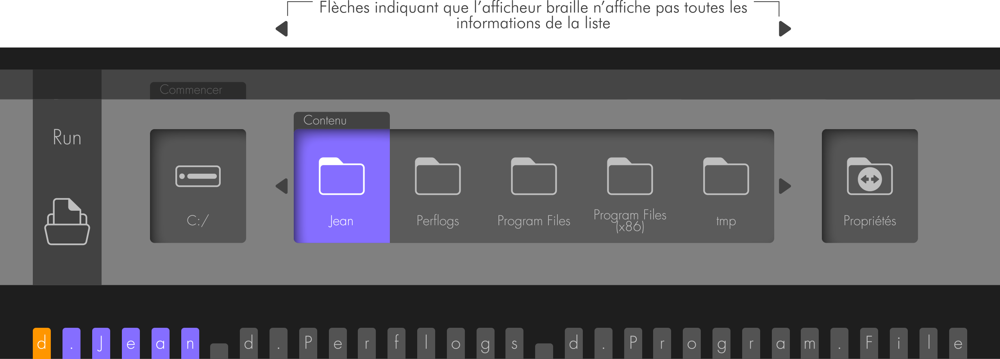 Flèches indiquant que l’afficheur braille n’affiche pas toutes les
informations de la liste
Commencer
Contenu
Run
C:/
Jean
Perflogs
Program Files
Program Files
(x86)
tmp
Propriétés
d . J e a n d . P e r f l o g s d . P r o g r a m . F i l e